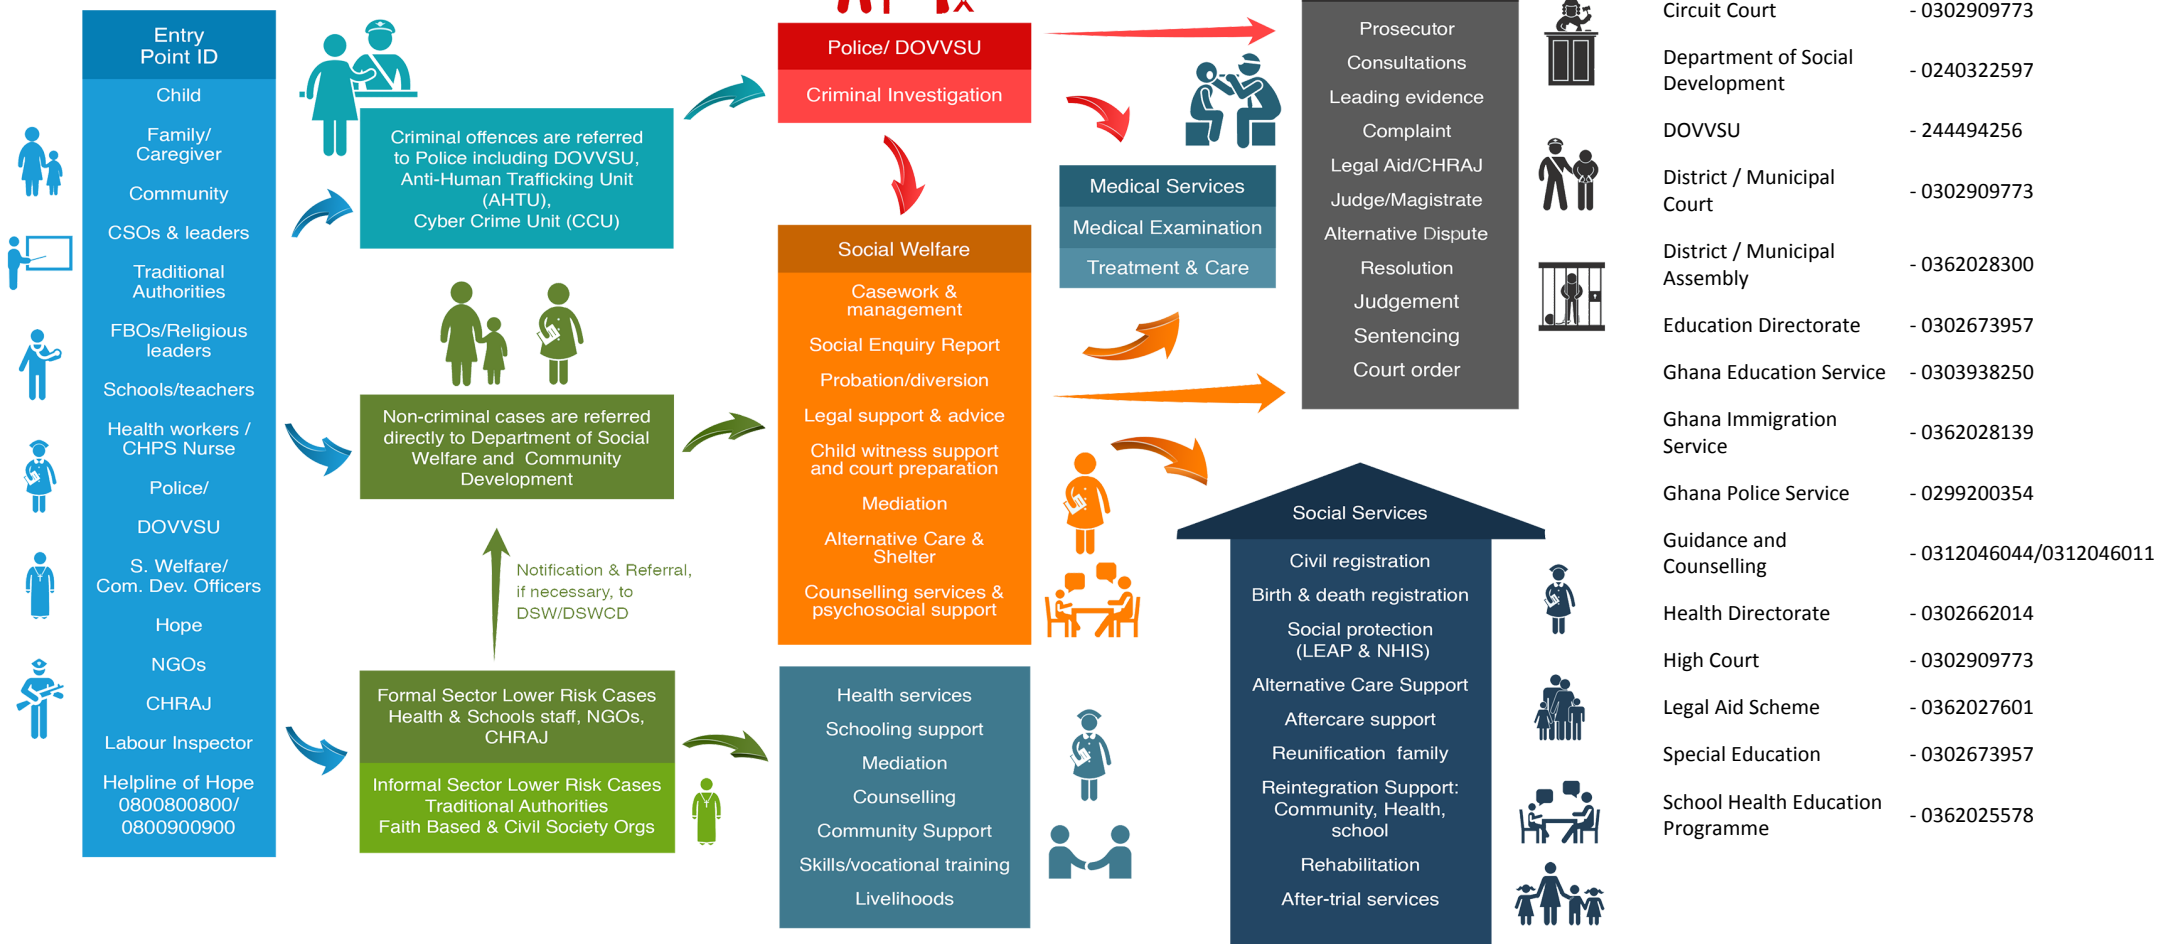 Entry
Point ID
Child
Family/
Caregiver
Community
CSOs & leaders
Traditional
Authorities
FBOs/Religious
leaders
Schools/teachers
Health workers /
CHPS Nurse
Police/
DOVVSU
S. Welfare/
Com. Dev. Officers
Hope
NGOs
CHRAJ
Labour Inspector
Helpline of Hope
0800800800/
0800900900
Criminal offences are referred
to Police including DOVVSU,
Anti-Human Trafficking Unit
(AHTU),
Cyber Crime Unit (CCU)
Non-criminal cases are referred
directly to Department of Social
Welfare and Community
Development
Notification & Referral,
if necessary, to
DSW/DSWCD
Formal Sector Lower Risk Cases
Health & Schools staff, NGOs,
CHRAJ
Informal Sector Lower Risk Cases
Traditional Authorities
Faith Based & Civil Society Orgs
Police/ DOVVSU
Criminal Investigation
Social Welfare
Casework &
management
Social Enquiry Report
Probation/diversion
Legal support & advice
Child witness support
and court preparation
Mediation
Alternative Care &
Shelter
Counselling services &
psychosocial support
Health services
Schooling support
Mediation
Counselling
Community Support
Skills/vocational training
Livelihoods
Medical Services
Medical Examination
Treatment & Care
Prosecutor
Consultations
Leading evidence
Complaint
Legal Aid/CHRAJ
Judge/Magistrate
Alternative Dispute
Resolution
Judgement
Sentencing
Court order
Social Services
Civil registration
Birth & death registration
Social protection
(LEAP & NHIS)
Alternative Care Support
Aftercare support
Reunification family
Reintegration Support:
Community, Health,
school
Rehabilitation
After-trial services
Circuit Court - 0302909773
Department of Social
Development - 0240322597
DOVVSU - 244494256
District / Municipal
Court - 0302909773
District / Municipal
Assembly - 0362028300
Education Directorate - 0302673957
Ghana Education Service - 0303938250
Ghana Immigration
Service - 0362028139
Ghana Police Service - 0299200354
Guidance and
Counselling - 0312046044/0312046011
Health Directorate - 0302662014
High Court - 0302909773
Legal Aid Scheme - 0362027601
Special Education - 0302673957
School Health Education
Programme - 0362025578